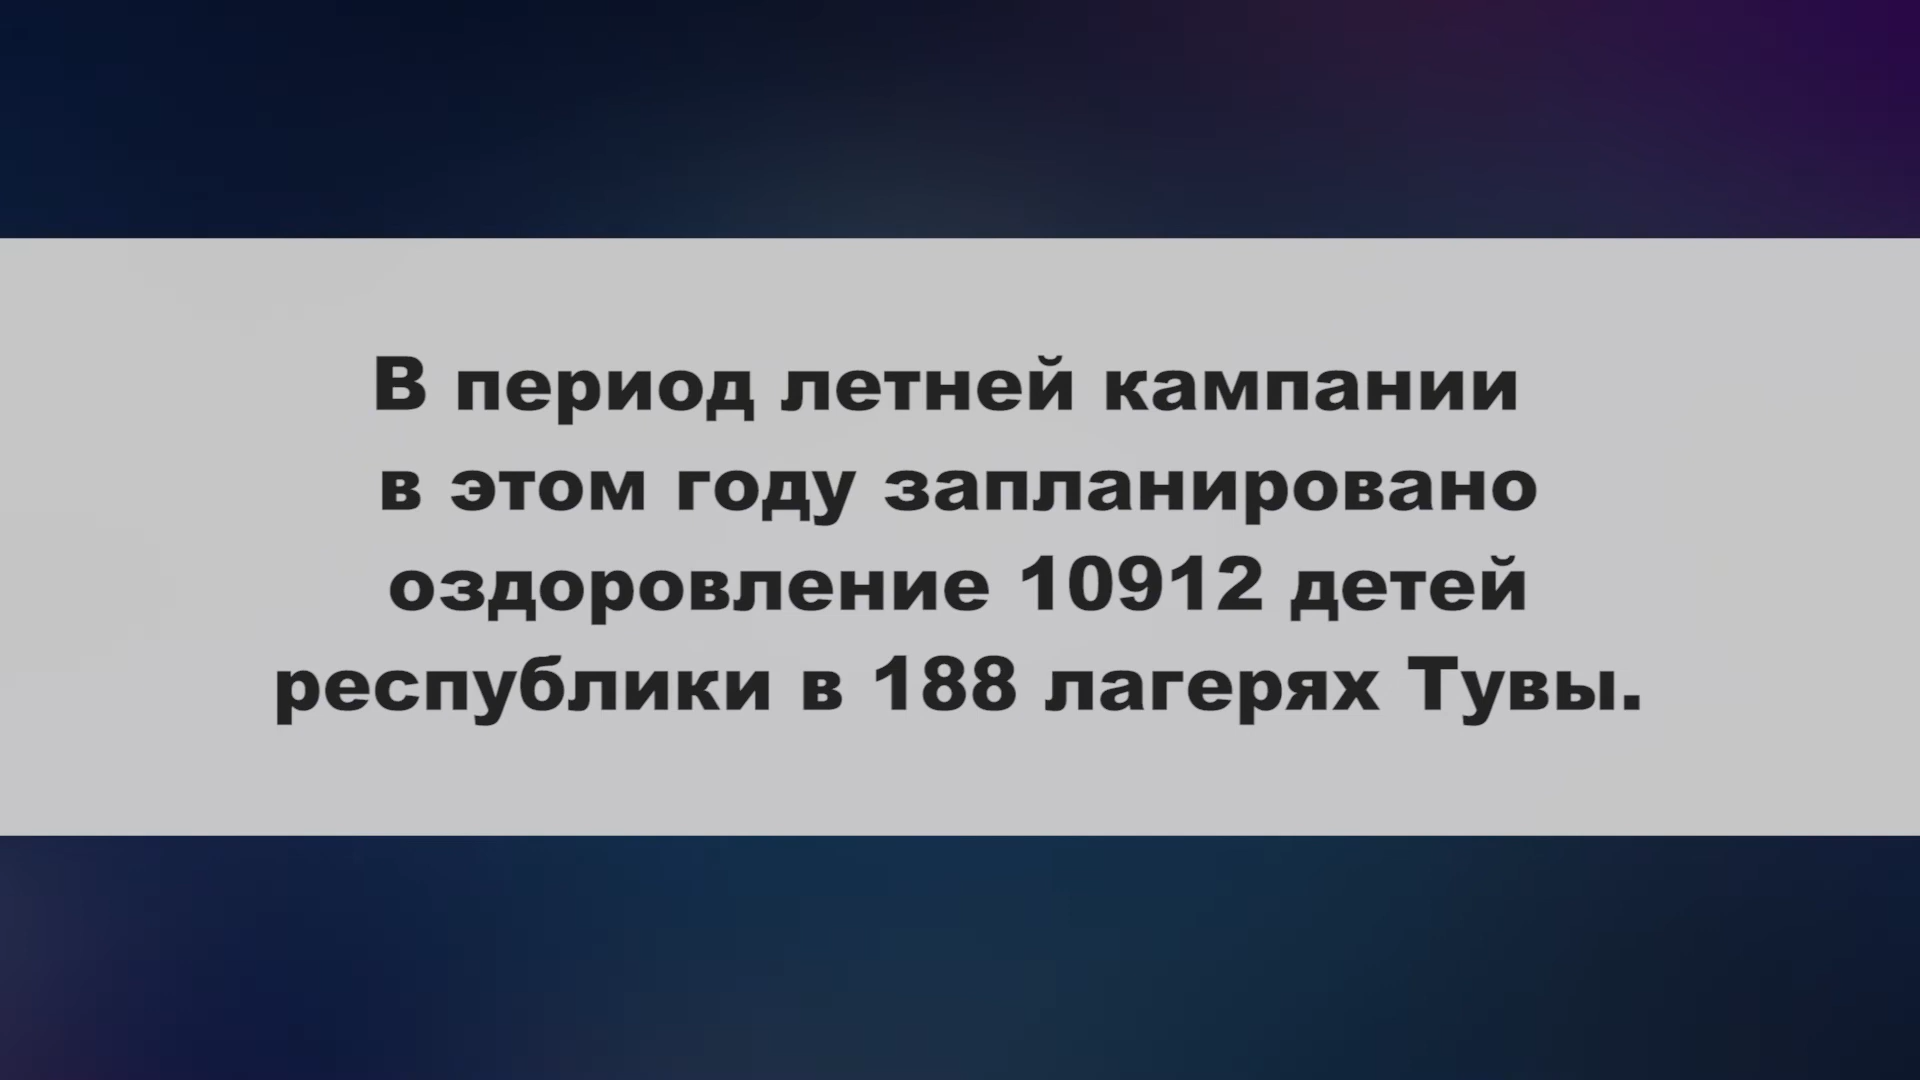 В период летней кампании
в этом году запланировано
оздоровление 10912 детей
республики в 188 лагерях Тувы.